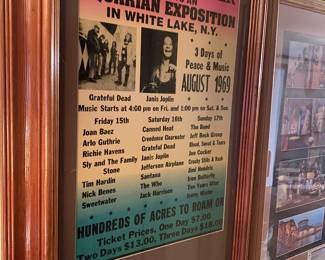 AN
QUARIAN EXPOSITION
IN WHITE LAKE, N.Y.
3 Days of
Peace & Music
AUGUST 1969
Grateful Dead
Janis Joplin
Music Starts at 4:00 pm on Fri. and 1:00 pm on Sat. & Sun.
Friday 15th
Joan Baez
Arlo Guthrie
Richie Havens
Sly and The Family
Stone
Tim Hardin
Nick Benes
Sweetwater
Saturday 16th
Canned Heat
Creedence Clearwater
Grateful Dead
Janis Joplin
Jefferson Airplane
Santana
The Who
Jack Harrison
Sunday 17th
The Band
Jeff Beck Group
Blood, Sweat & Tears
Joe Cocker
Crosby Stills & Nash
Jimi Hendrix
Iron Butterfly
Ten Years After
Johnny Winter
HUNDREDS OF ACRES TO ROAM ON
Ticket Prices, One Day $7.00,
Two Days $13.00, Three Days $18.00